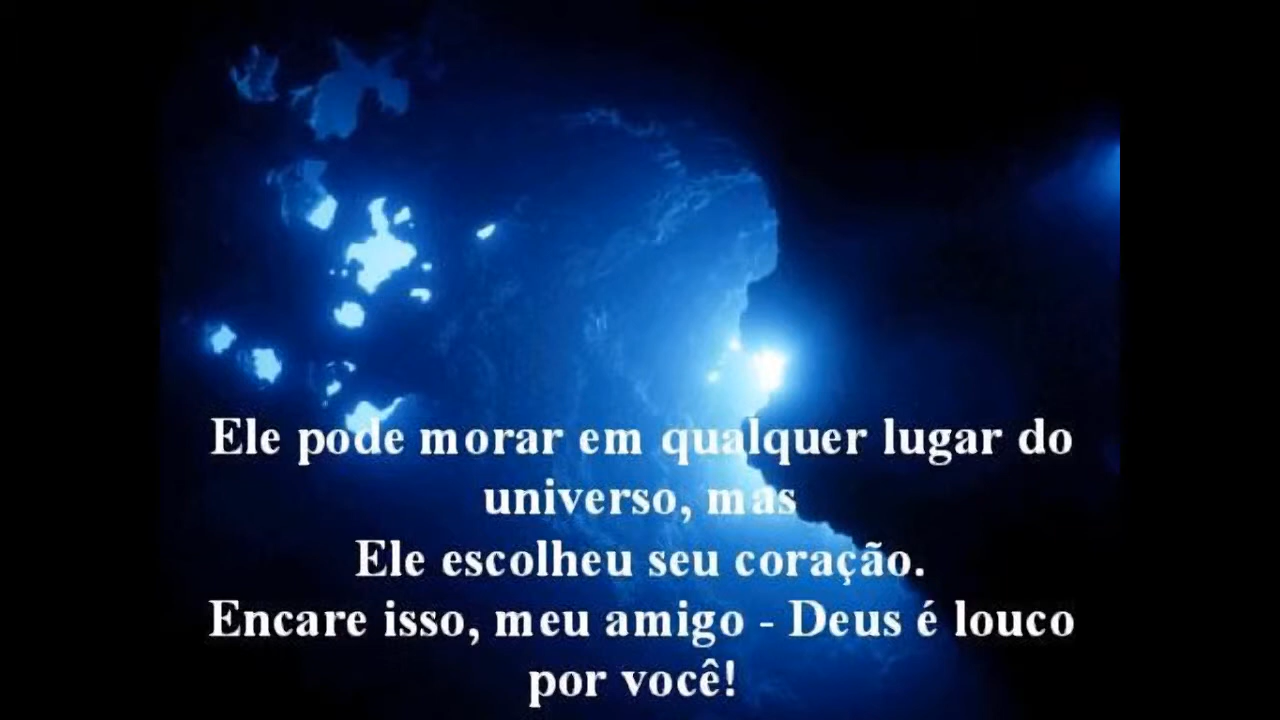 Ele pode morar em qualquer lugar do
universo, mas
Ele escolheu seu coração.
Encare isso, meu amigo - Deus é louco
por você!